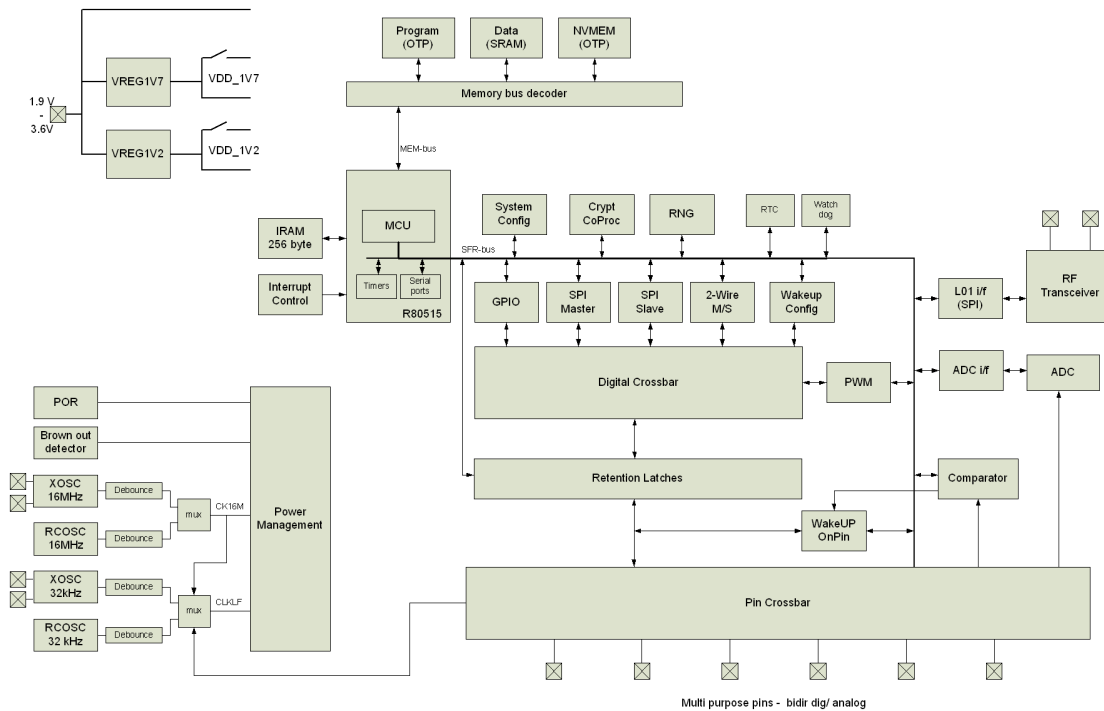 Program
(OTP)
Data
(SRAM)
NVMEM
(OTP)
VREG1V7
VDD_1V7
Memory bus decoder
1.9 V
-
3.6V
VREG1V2
VDD_1V2
MEM-bus
MCU
System
Config
Crypt
CoProc
RNG
RTC
Watch
dog
IRAM
256 byte
SFR-bus
Interrupt
Control
Timers
Serial
ports
R80515
GPIO
SPI
Master
SPI
Slave
2-Wire
M/S
Wakeup
Config
L01 i/f
(SPI)
RF
Transceiver
Digital Crossbar
PWM
ADC i/f
ADC
POR
Brown out
detector
XOSC
16MHz
Debounce
mux
CK16M
RCOSC
16MHz
Debounce
Power
Management
Retention Latches
Comparator
WakeUP
OnPin
XOSC
32kHz
Debounce
mux
CLKLF
RCOSC
32 kHz
Debounce
Pin Crossbar
Multi purpose pins - bidir dig/ analog